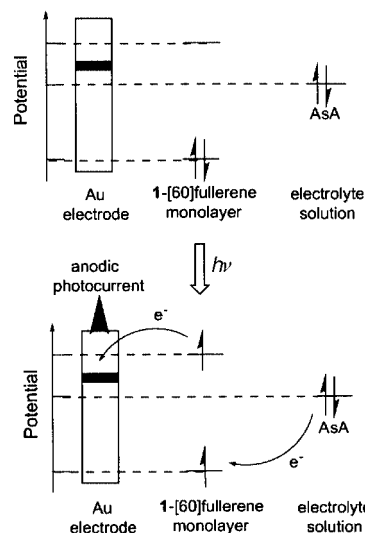 Potential
AsA
Au
electrode
1-[60]fullerene
monolayer
electrolyte
solution
anodic
photocurrent
hν
e-
Potential
AsA
e-
Au
electrode
1-[60]fullerene
monolayer
electrolyte
solution